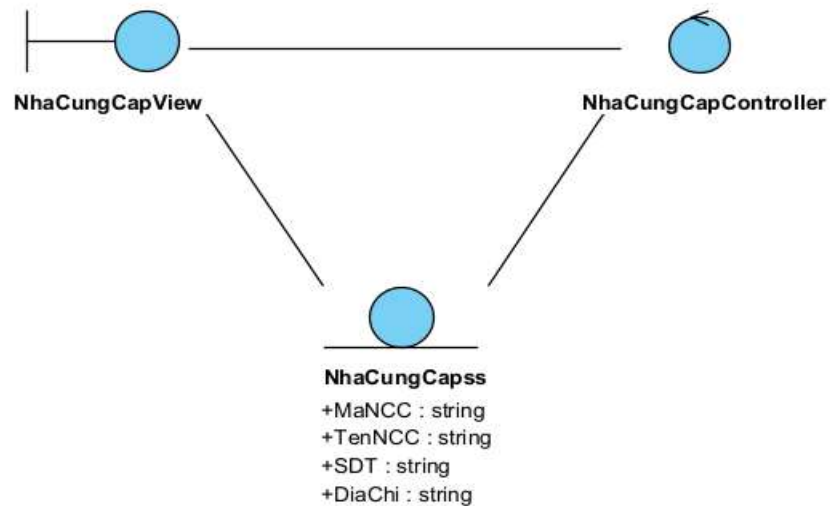 NhaCungCapView
NhaCungCapController
NhaCungCapss
+MaNCC : string
+TenNCC : string
+SDT : string
+DiaChi : string